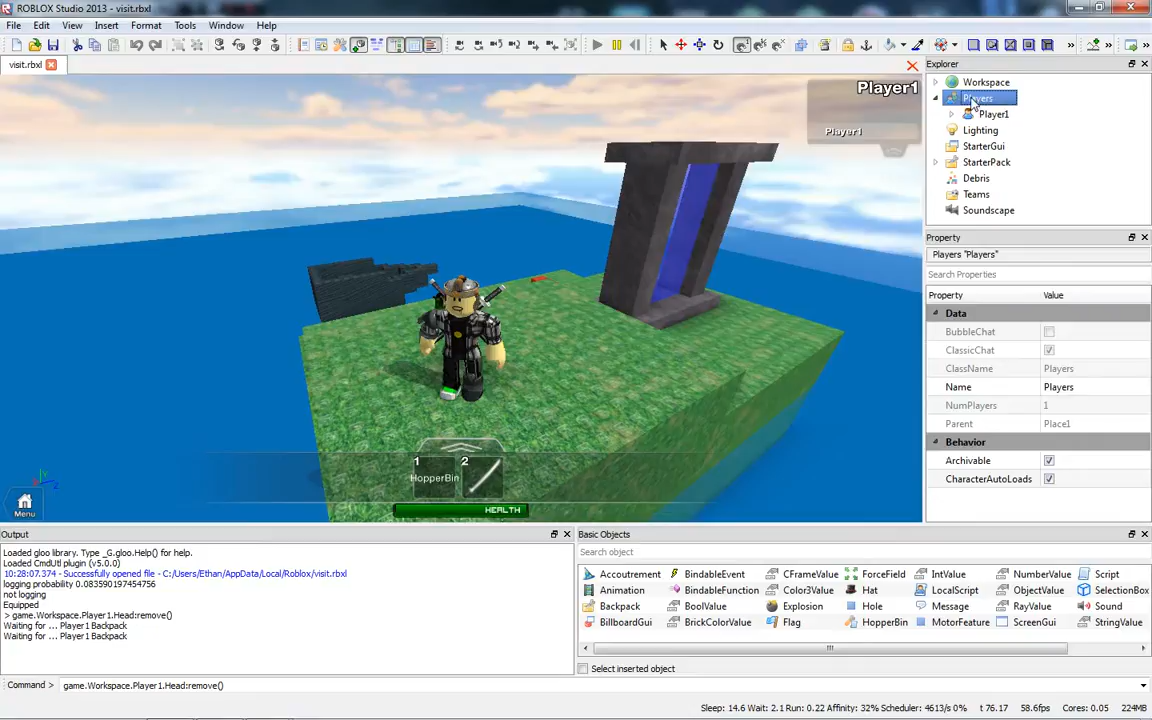 ROBLOX Studio 2013 - visit.rbxl
File Edit View Insert Format Tools Window Help
visit.rbxl
Player1
Player1
1
HopperBin
2
HEALTH
Menu
Explorer
Workspace
Players
Player1
Lighting
StarterGui
StarterPack
Debris
Teams
Soundscape
Property
Players "Players"
Search Properties
Property Value
Data
BubbleChat
ClassicChat
ClassName Players
Name Players
NumPlayers 1
Parent Place1
Behavior
Archivable
CharacterAutoLoads
Output
Loaded gloo library. Type _G.gloo.Help() for help.
Loaded CmdUtl plugin (v5.0.0)
10:28:07.374 - Successfully opened file - C:/Users/Ethan/AppData/Local/Roblox/visit.rbxl
logging probability 0.083590197454756
not logging
Equipped
> game.Workspace.Player1.Head:remove()
Waiting for ... Player1 Backpack
Waiting for ... Player1 Backpack
Basic Objects
Search object
Accoutrement BindableEvent CFrameValue ForceField IntValue NumberValue Script
Animation BindableFunction Color3Value Hat LocalScript ObjectValue SelectionBox
Backpack BoolValue Explosion Hole Message RayValue Sound
BillboardGui BrickColorValue Flag HopperBin MotorFeature ScreenGui StringValue
Select inserted object
Command > game.Workspace.Player1.Head:remove()
Sleep: 14.6 Wait: 2.1 Run: 0.22 Affinity: 32% Scheduler: 4613/s 0% t 76.17 58.6fps Cores: 0.05 224MB